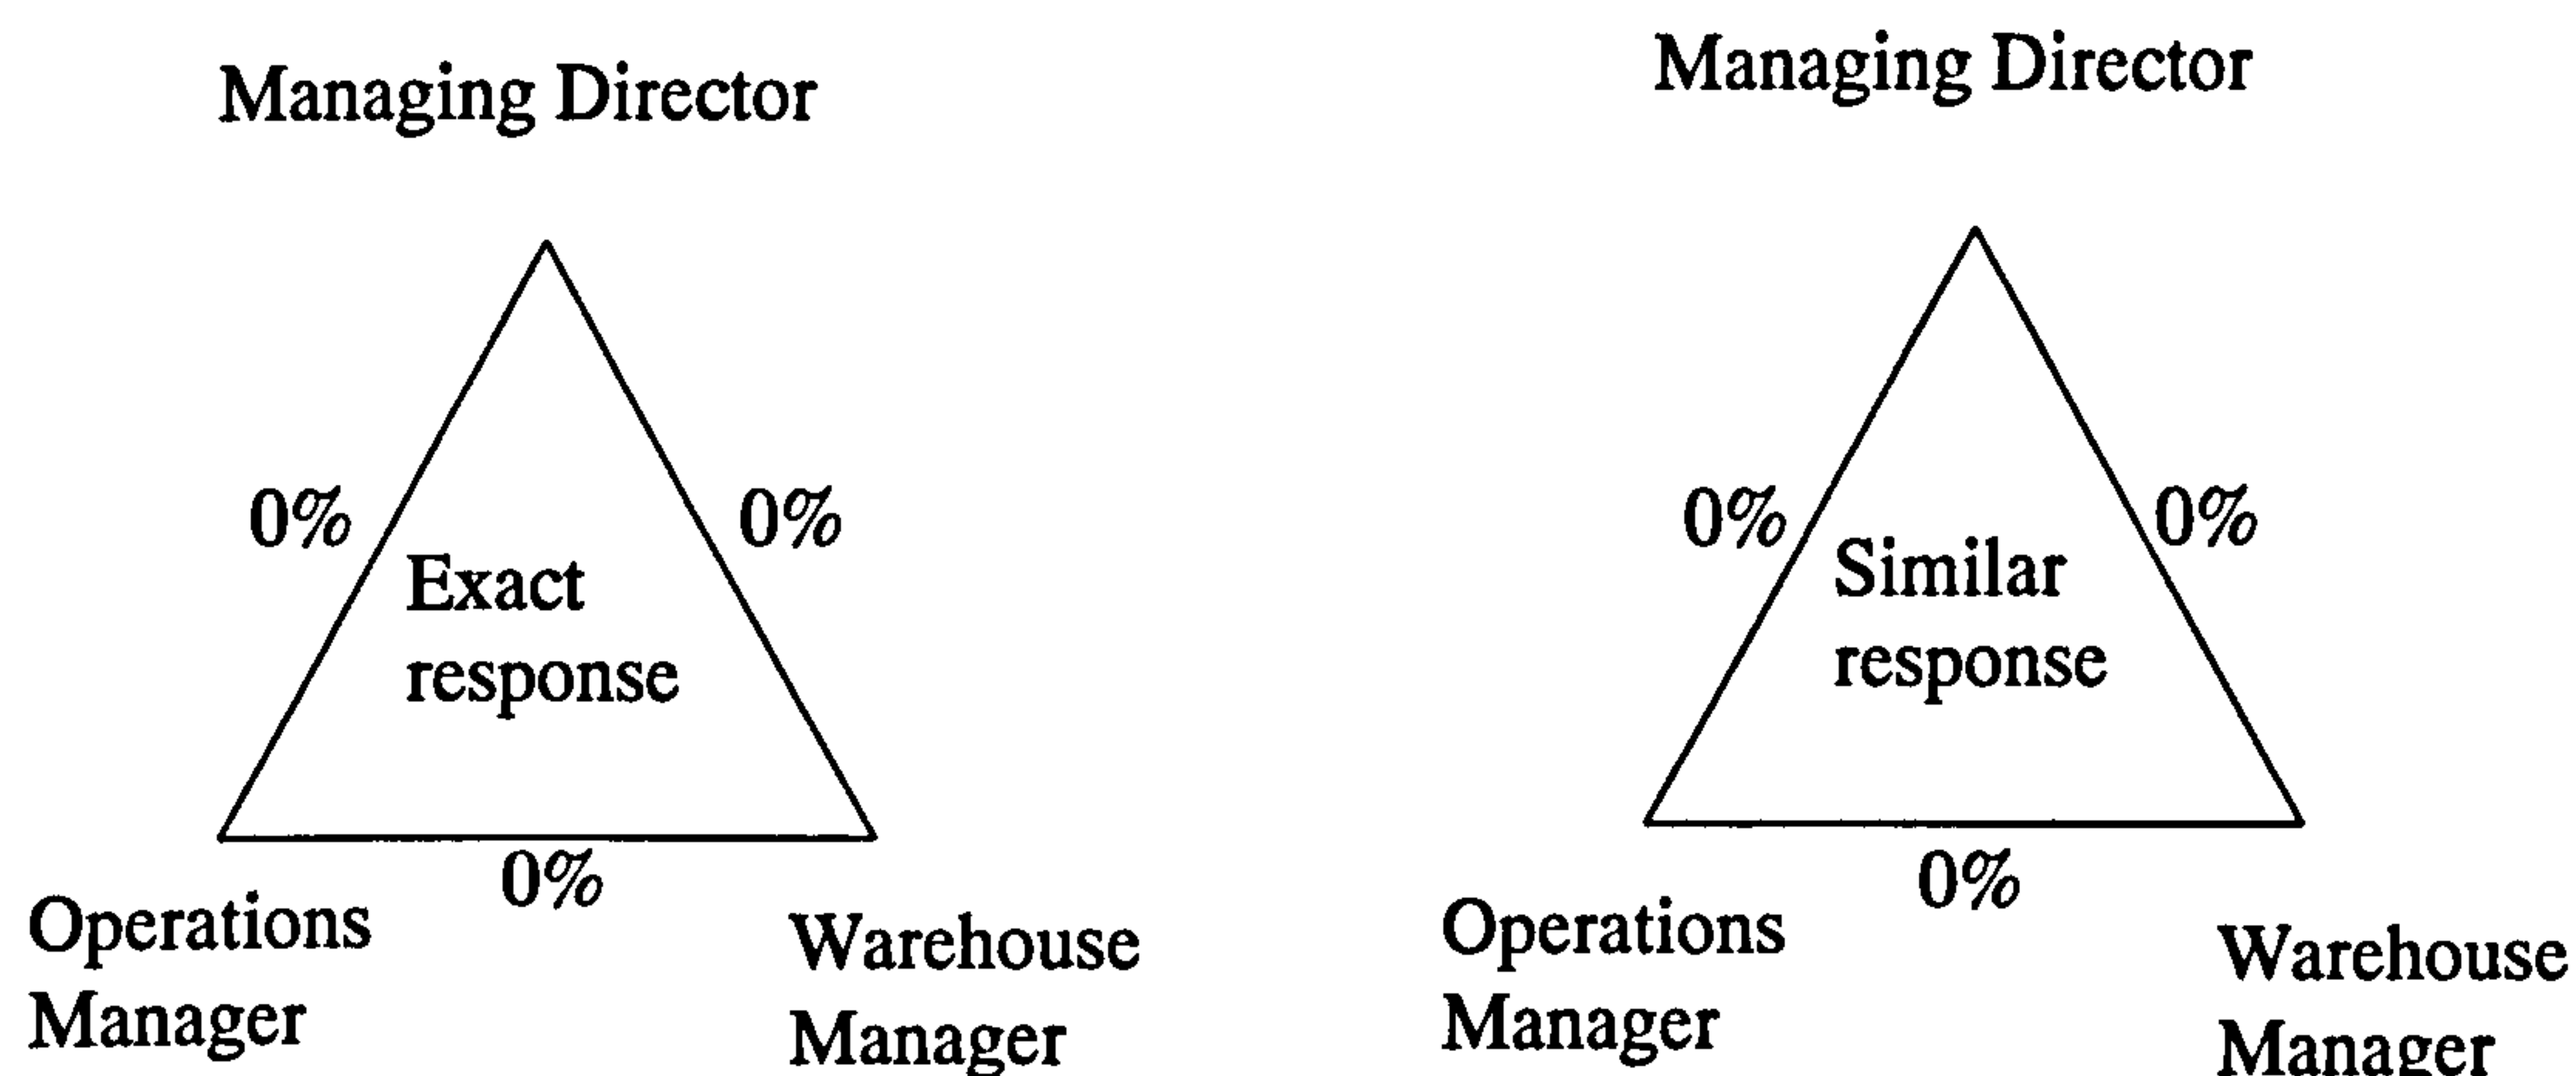 Managing Director
0%
0%
Exact
response
0%
Operations
Manager
Warehouse
Manager
Managing Director
0%
0%
Similar
response
0%
Operations
Manager
Warehouse
Manager